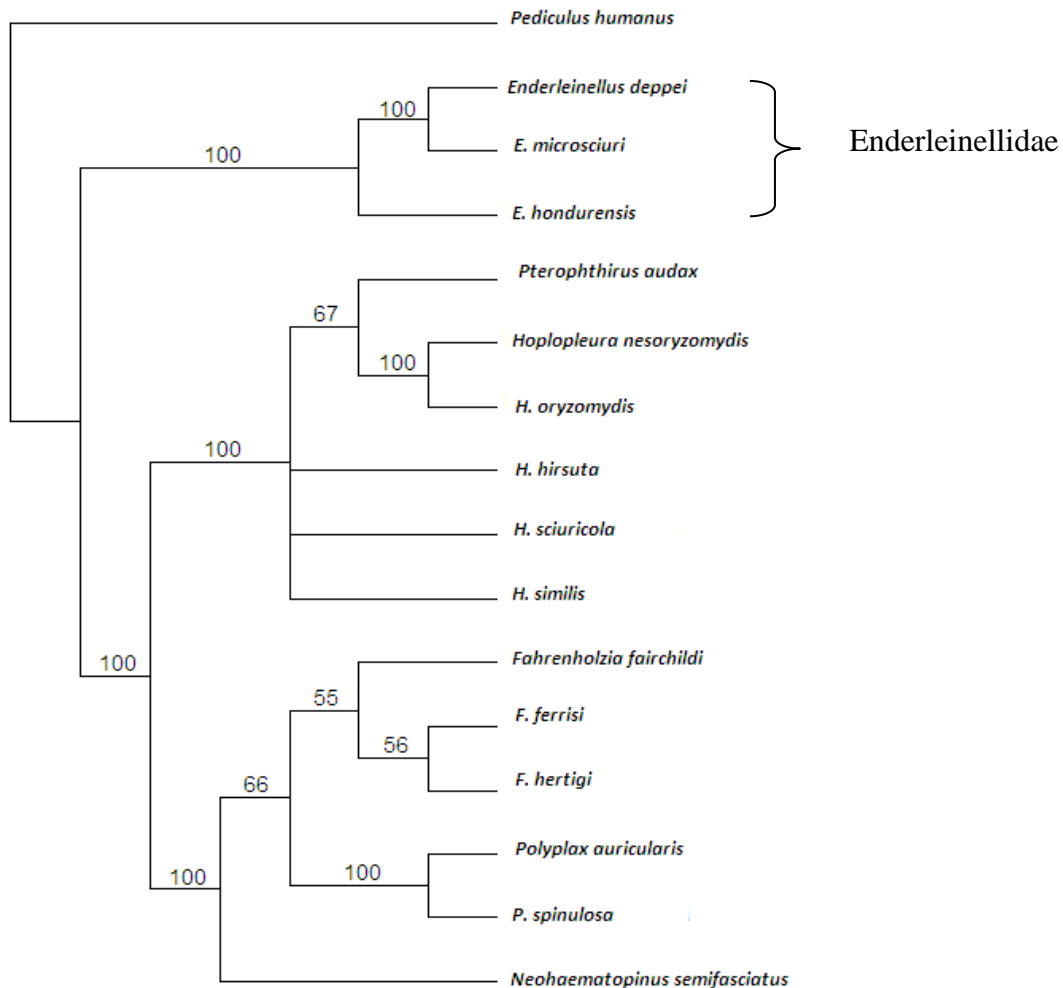 Pediculus humanus
Enderleinellus deppei
100
E. microsciuri
Enderleinellidae
100
E. hondurensis
Pterophthirus audax
67
Hoplopleura nesoryzomydis
100
H. oryzomydis
100
H. hirsuta
H. sciuricola
H. similis
Fahrenholzia fairchildi
100
55
F. ferrisi
56
F. hertigi
66
Polyplax auricularis
100
100
P. spinulosa
Neohaematopinus semifasciatus